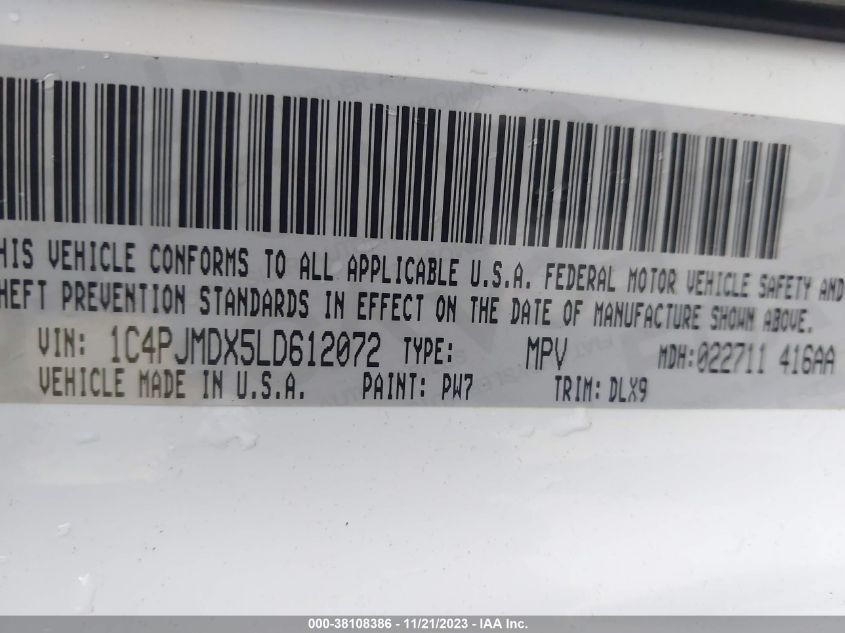 HIS VEHICLE CONFORMS TO ALL APPLICABLE U.S.A. FEDERAL MOTOR VEHICLE SAFETY AND
HEFT PREVENTION STANDARDS IN EFFECT ON THE DATE OF MANUFACTURE SHOWN ABOVE.
VIN: 1C4PJMDX5LD612072 TYPE: MPV MDH:022711 416AA
VEHICLE MADE IN U.S.A. PAINT: PW7 TRIM: DLX9
000-38108386 - 11/21/2023 - IAA Inc.